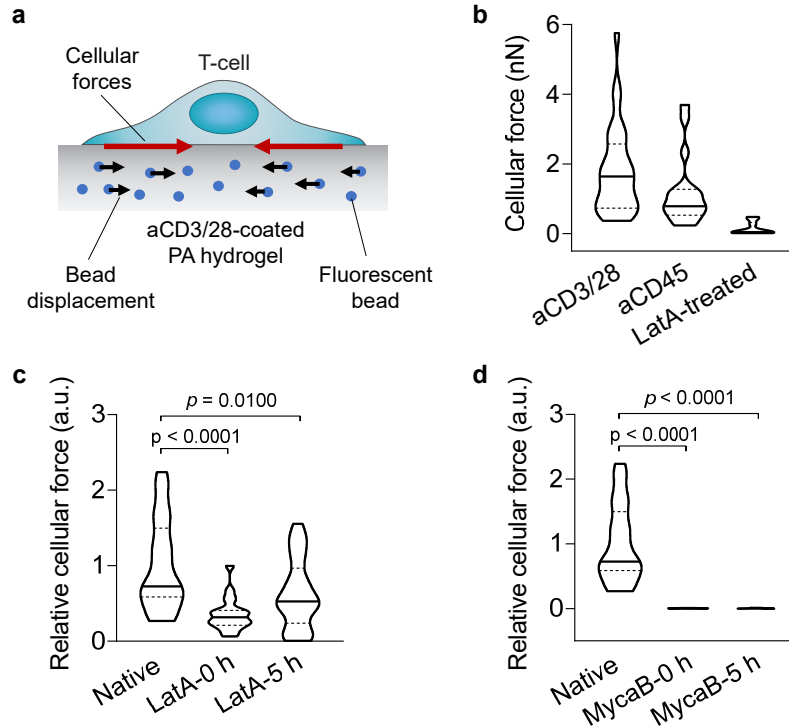 a
Cellular
forces
T-cell
aCD3/28-coated
PA hydrogel
Bead
displacement
Fluorescent
bead
b
Cellular force (nN)
6
4
2
0
aCD3/28
aCD45
LatA-treated
c
Relative cellular force (a.u.)
3
2
1
0
p = 0.0100
p < 0.0001
Native
LatA-0 h
LatA-5 h
d
Relative cellular force (a.u.)
3
2
1
0
p < 0.0001
p < 0.0001
Native
MycaB-0 h
MycaB-5 h